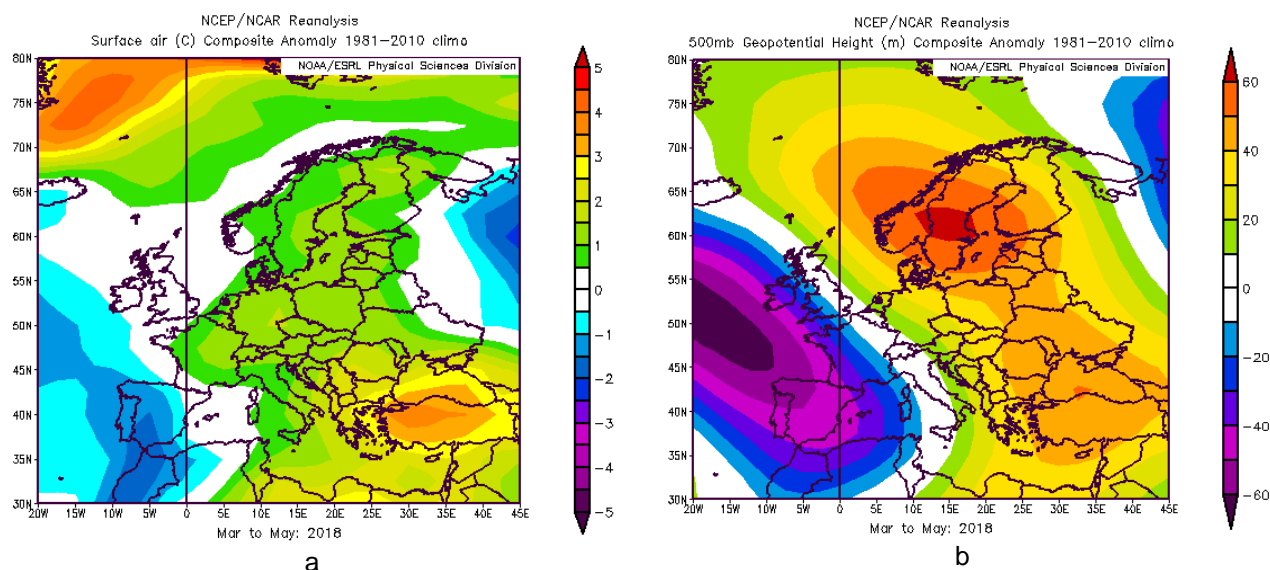 NCEP/NCAR Reanalysis
Surface air (C) Composite Anomaly 1981-2010 climo
NOAA/ESRL Physical Sciences Division
80N
75N
70N
65N
60N
55N
50N
45N
40N
35N
30N
20W 15W 10W 5W 0 5E 10E 15E 20E 25E 30E 35E 40E 45E
Mar to May: 2018
5
4
3
2
1
0
-1
-2
-3
-4
-5
a
NCEP/NCAR Reanalysis
500mb Geopotential Height (m) Composite Anomaly 1981-2010 climo
NOAA/ESRL Physical Sciences Division
80N
75N
70N
65N
60N
55N
50N
45N
40N
35N
30N
20W 15W 10W 5W 0 5E 10E 15E 20E 25E 30E 35E 40E 45E
Mar to May: 2018
60
40
20
0
-20
-40
-60
b